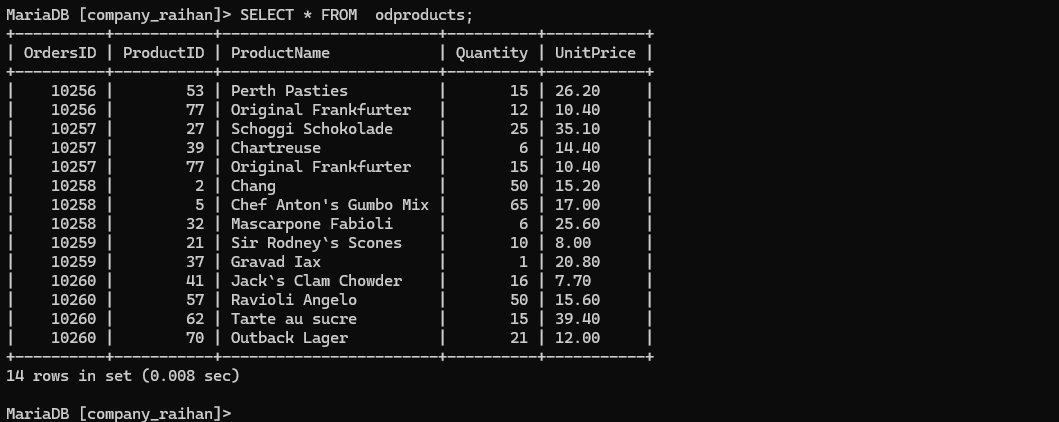 MariaDB [company_raihan]> SELECT * FROM  odproducts;
+----------+-----------+------------------------+----------+-----------+
| OrdersID | ProductID | ProductName            | Quantity | UnitPrice |
+----------+-----------+------------------------+----------+-----------+
|    10256 |        53 | Perth Pasties          |       15 | 26.20     |
|    10256 |        77 | Original Frankfurter   |       12 | 10.40     |
|    10257 |        27 | Schoggi Schokolade     |       25 | 35.10     |
|    10257 |        39 | Chartreuse             |        6 | 14.40     |
|    10257 |        77 | Original Frankfurter   |       15 | 10.40     |
|    10258 |         2 | Chang                  |       50 | 15.20     |
|    10258 |         5 | Chef Anton's Gumbo Mix |       65 | 17.00     |
|    10258 |        32 | Mascarpone Fabioli     |        6 | 25.60     |
|    10259 |        21 | Sir Rodney`s Scones    |       10 | 8.00      |
|    10259 |        37 | Gravad Iax             |        1 | 20.80     |
|    10260 |        41 | Jack`s Clam Chowder    |       16 | 7.70      |
|    10260 |        57 | Ravioli Angelo         |       50 | 15.60     |
|    10260 |        62 | Tarte au sucre         |       15 | 39.40     |
|    10260 |        70 | Outback Lager          |       21 | 12.00     |
+----------+-----------+------------------------+----------+-----------+
14 rows in set (0.008 sec)
MariaDB [company_raihan]>